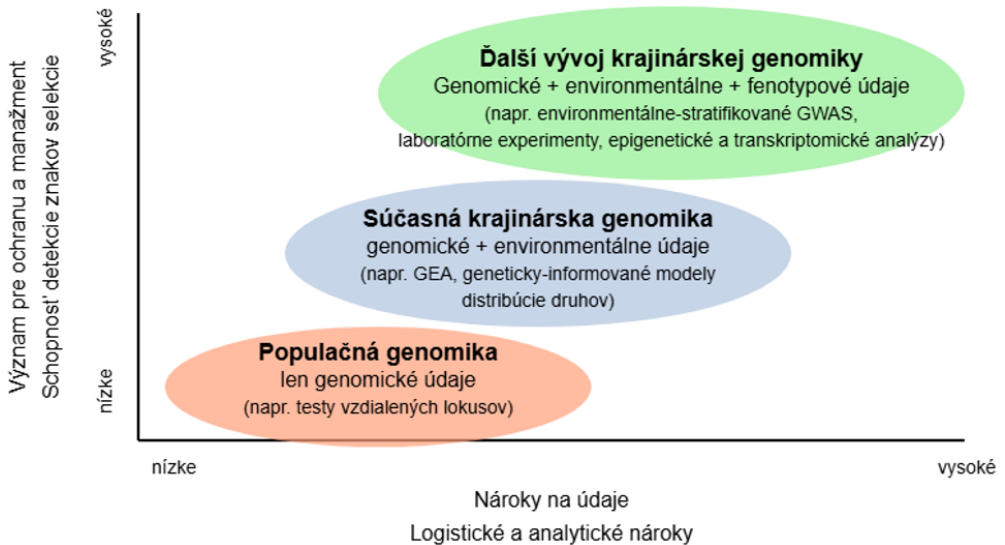 Význam pre ochranu a manažment
Schopnosť detekcie znakov selekcie
vysoké
nízke
Ďalší vývoj krajinárskej genomiky
Genomické + environmentálne + fenotypové údaje
(napr. environmentálne-stratifikované GWAS,
laboratórne experimenty, epigenetické a transkriptomické analýzy)
Súčasná krajinárska genomika
genomické + environmentálne údaje
(napr. GEA, geneticky-informované modely
distribúcie druhov)
Populačná genomika
len genomické údaje
(napr. testy vzdialených lokusov)
nízke
vysoké
Nároky na údaje
Logistické a analytické nároky